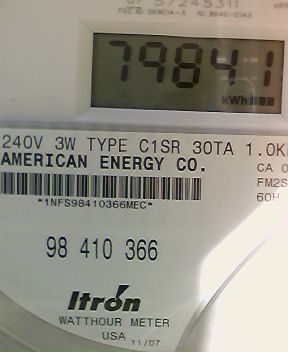 79841
kWh
240V 3W TYPE C1SR 30TA 1.0
AMERICAN ENERGY CO.
CA
FM2S
60H
*1NFS98410366MEC*
98 410 366
Itron
WATTHOUR METER
USA 11/07